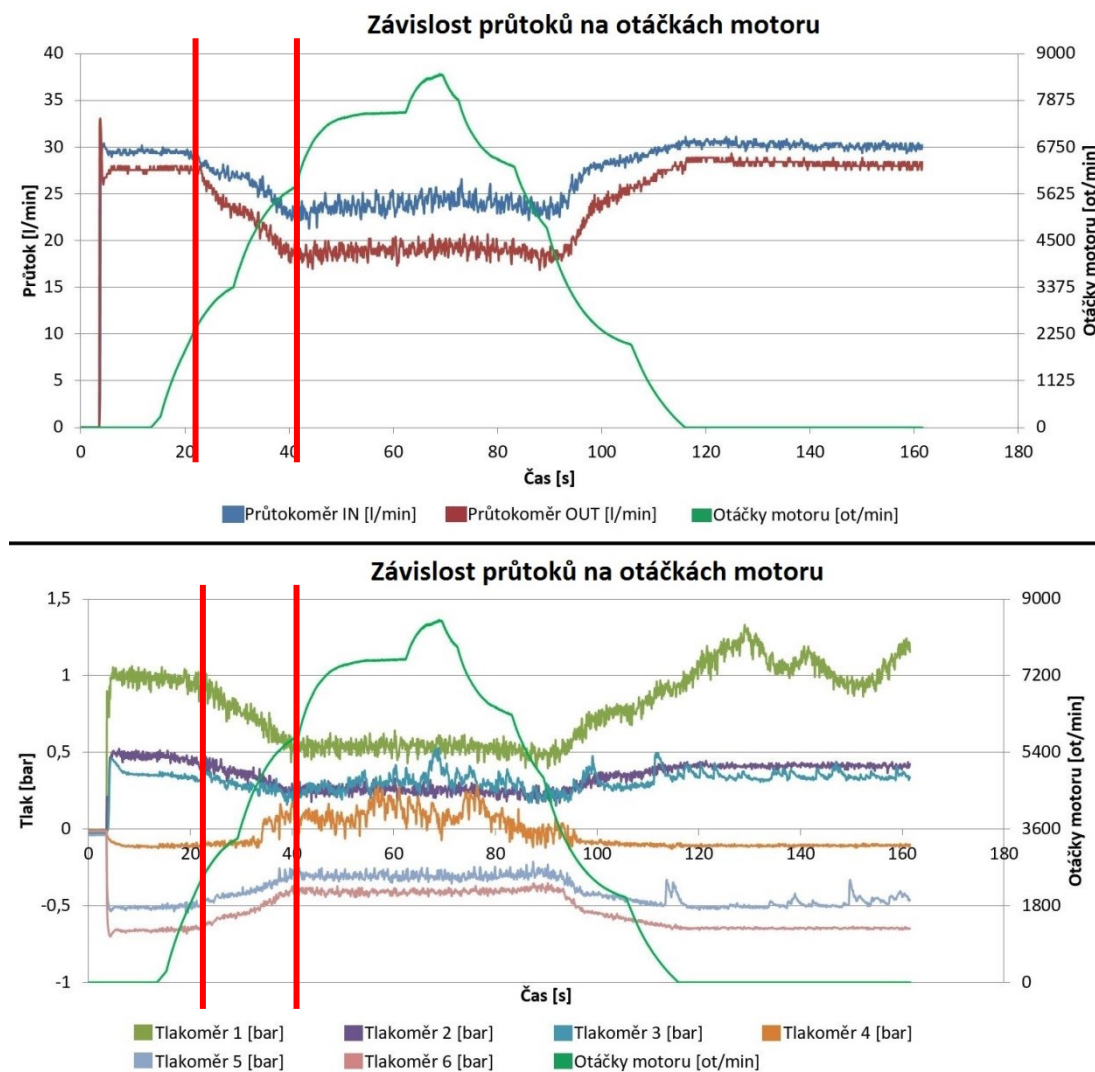 Závislost průtoků na otáčkách motoru
40
35
30
25
20
15
10
5
0
Průtok [l/min]
9000
7875
6750
5625
4500
3375
2250
1125
0
Otáčky motoru [ot/min]
0 20 40 60 80 100 120 140 160 180
Čas [s]
Průtokoměr IN [l/min] Průtokoměr OUT [l/min] Otáčky motoru [ot/min]
Závislost průtoků na otáčkách motoru
1,5
1
0,5
0
-0,5
-1
Tlak [bar]
9000
7200
5400
3600
1800
0
Otáčky motoru [ot/min]
0 20 40 60 80 100 120 140 160 180
Čas [s]
Tlakoměr 1 [bar] Tlakoměr 2 [bar] Tlakoměr 3 [bar] Tlakoměr 4 [bar]
Tlakoměr 5 [bar] Tlakoměr 6 [bar] Otáčky motoru [ot/min]